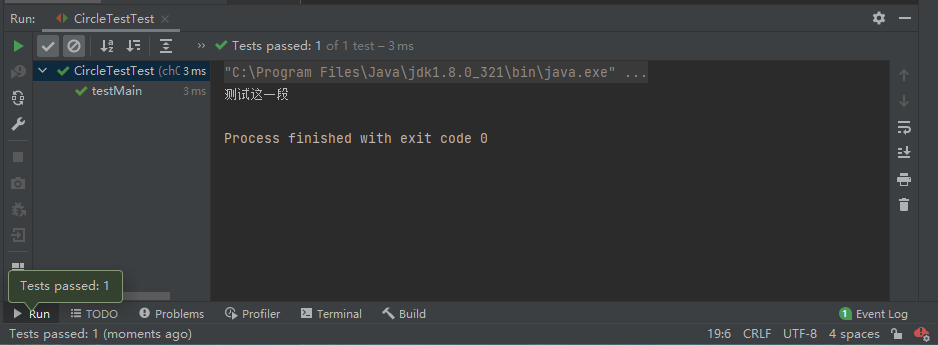 Run: CircleTestTest
Tests passed: 1 of 1 test – 3 ms
CircleTestTest (ch0 3 ms
testMain 3 ms
"C:\Program Files\Java\jdk1.8.0_321\bin\java.exe" ...
测试这一段
Process finished with exit code 0
Tests passed: 1
Run TODO Problems Profiler Terminal Build 1 Event Log
Tests passed: 1 (moments ago) 19:6 CRLF UTF-8 4 spaces